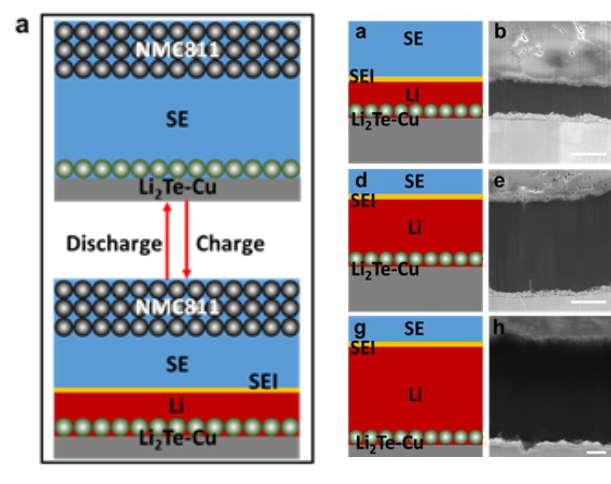 a
NMC811
SE
Li2Te-Cu
Discharge
Charge
NMC811
SE
SEI
Li
Li2Te-Cu
a
SE
SEI
Li
Li2Te-Cu
b
d
SE
SEI
Li
Li2Te-Cu
e
g
SE
SEI
Li
Li2Te-Cu
h